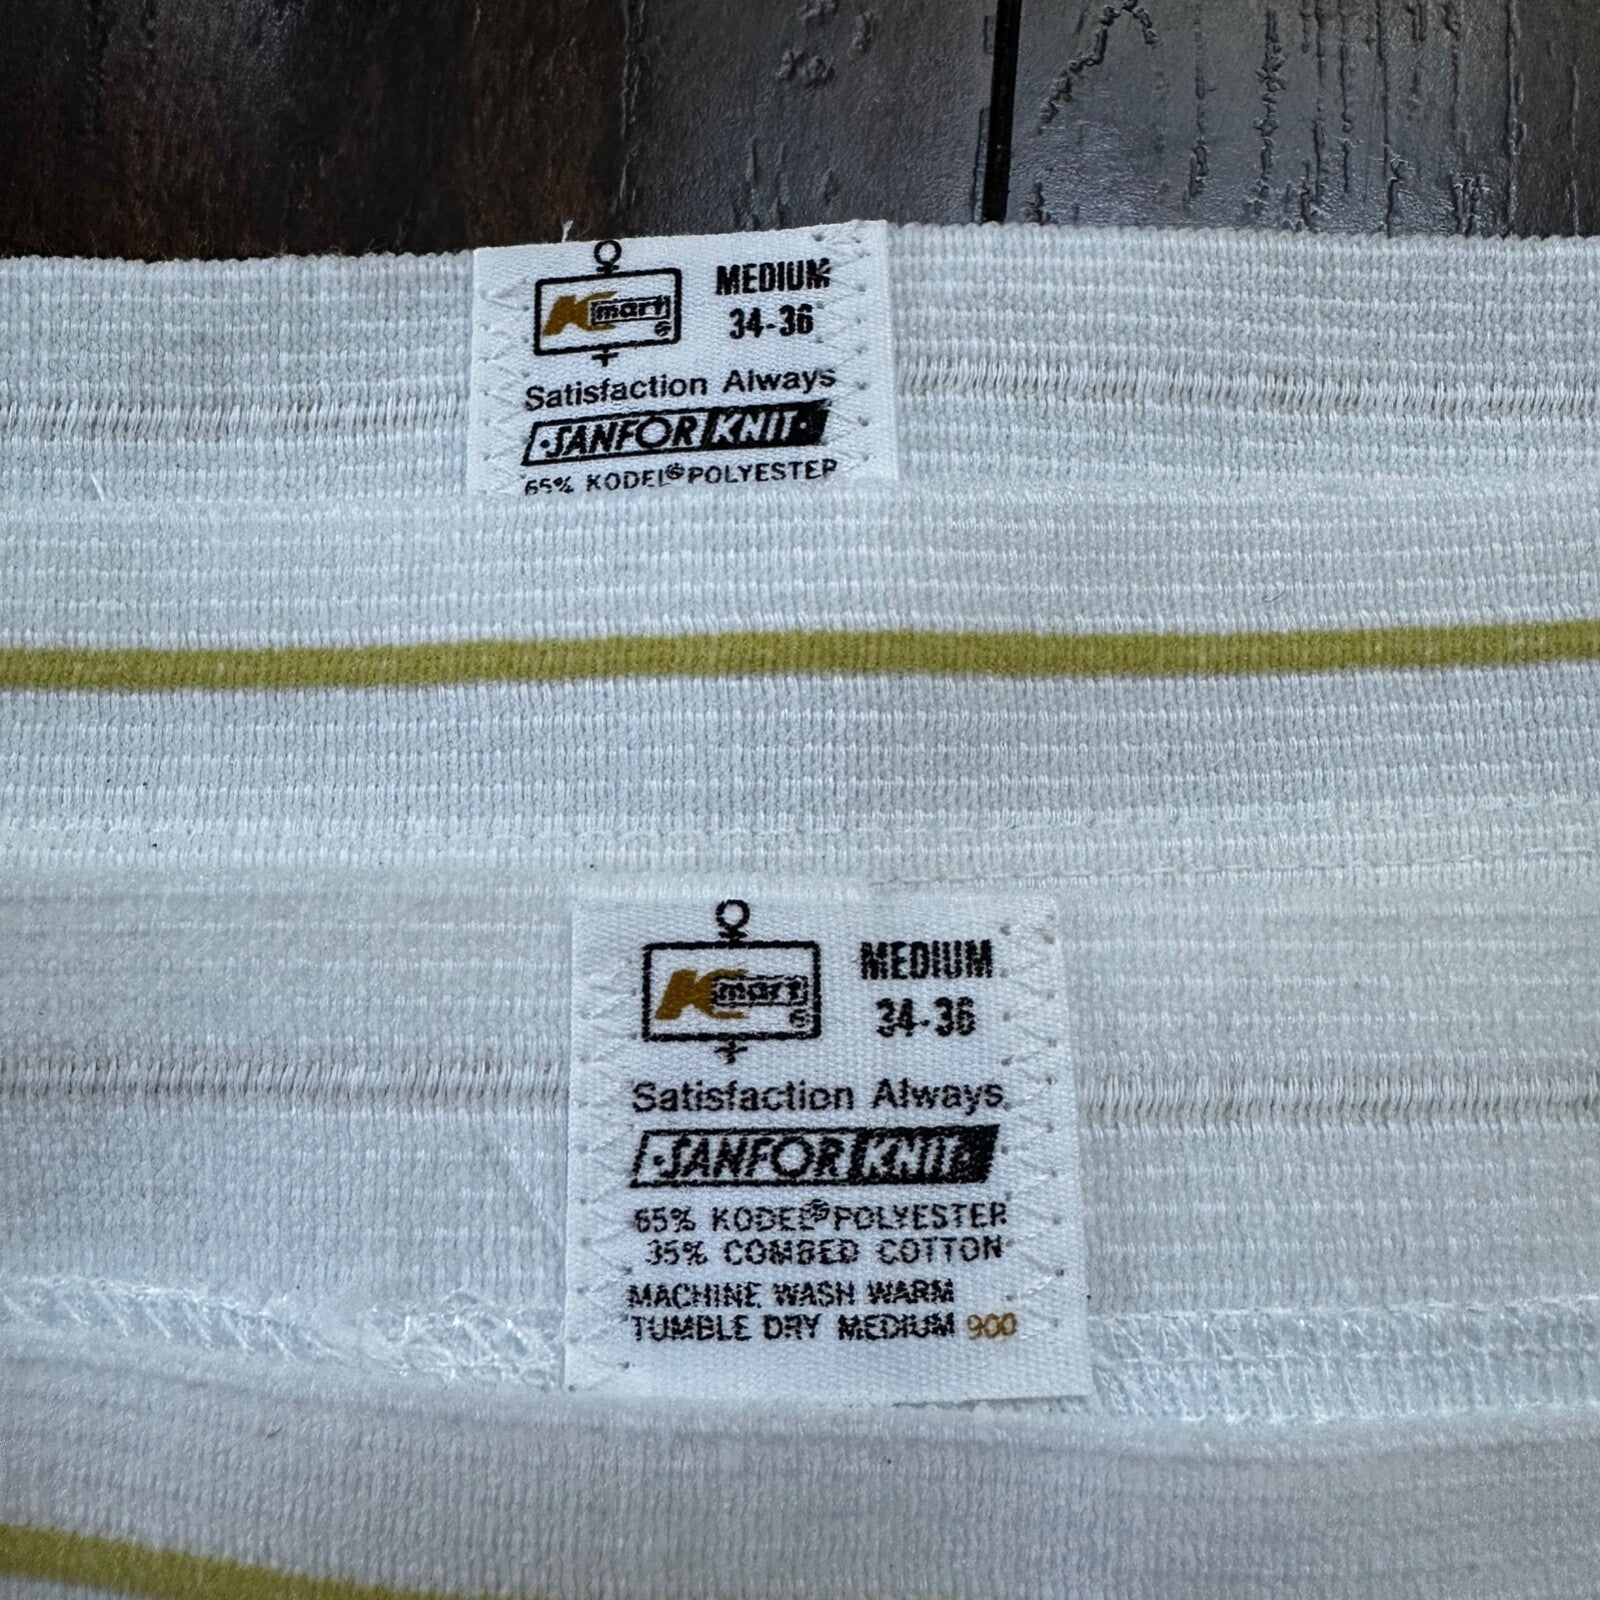 Kmart ®
MEDIUM
34-36
Satisfaction Always
·SANFOR KNIT·
65% KODEL® POLYESTER
Kmart ®
MEDIUM
34-36
Satisfaction Always
·SANFOR KNIT·
65% KODEL® POLYESTER
35% COMBED COTTON
MACHINE WASH WARM
TUMBLE DRY MEDIUM 900